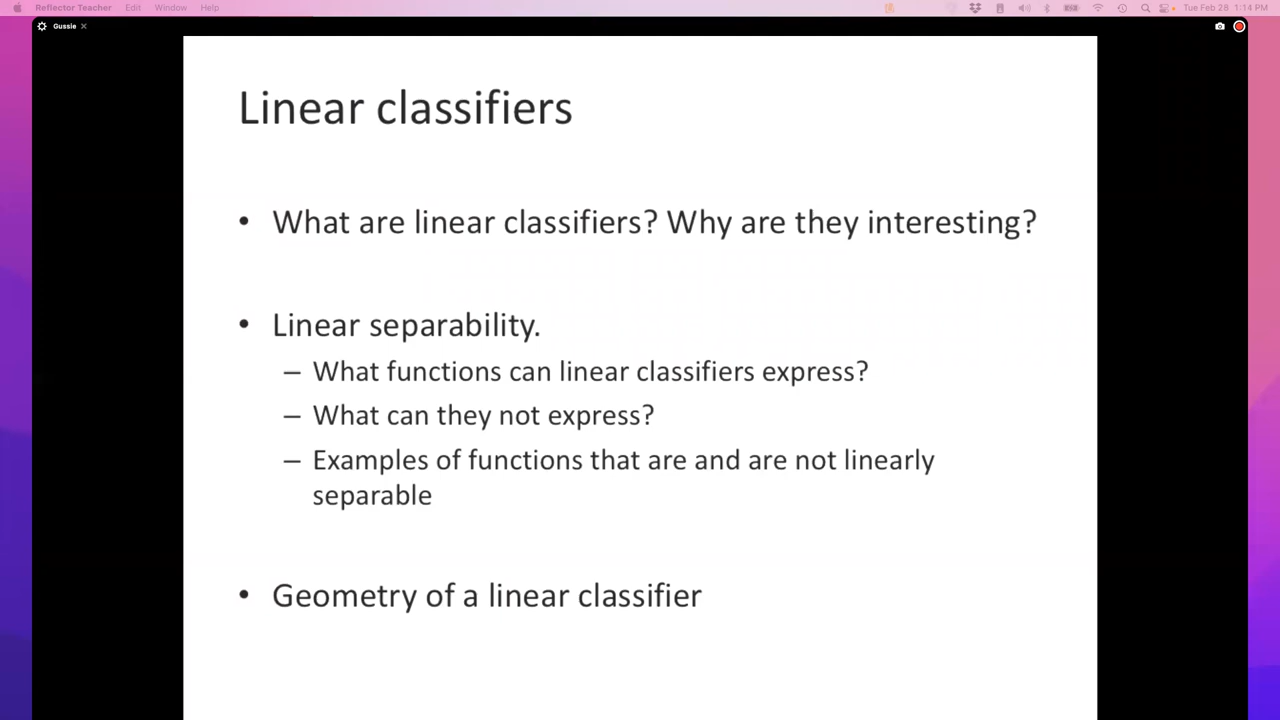 Reflector Teacher Edit Window Help Tue Feb 28 1:14 PM
Gussie
Linear classifiers
• What are linear classifiers? Why are they interesting?
• Linear separability.
– What functions can linear classifiers express?
– What can they not express?
– Examples of functions that are and are not linearly
separable
• Geometry of a linear classifier